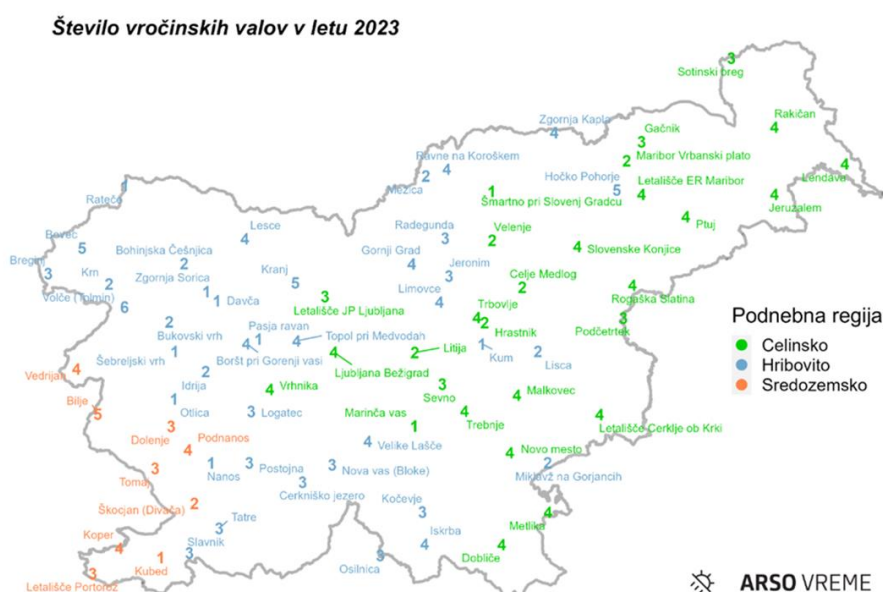 Število vročinskih valov v letu 2023
3
Sotinski breg
Rakičan
4
Zgornja Kapla
4
Gačnik
3
2 Maribor Vrbanski plato
Ravne na Koroškem
4
2
Mežica
Hočko Pohorje
5
Letališče ER Maribor
4
4
Lendava
4
Jeruzalem
1
Rateče
1
Šmartno pri Slovenj Gradcu
4
Ptuj
Bovec
5
Lesce
4
Radegunda
3
Velenje
2
4 Slovenske Konjice
Breginj
3
Krn
2
Bohinjska Češnjica
2
Zgornja Sorica
1
1
Davča
Kranj
5
Gornji Grad
2
Jeronim
3
Celje Medlog
2
4
Rogaška Slatina
Volče (Tolmin)
6
3
Letališče JP Ljubljana
Limovce
4
Trbovlje
4
2
Hrastnik
3
Podčetrtek
2
Bukovski vrh
Pasja ravan
1
4
Boršt pri Gorenji vasi
4 Topol pri Medvodah
4
Ljubljana Bežigrad
2 Litija
1
Kum
2
Lisca
1
Šebreljski vrh
Vedrijan 4
2
Idrija
4 Vrhnika
3
Sevno
4 Malkovec
Bilje
5
1
Otlica
3 Logatec
Marinča vas
1
4
Trebnje
4
Letališče Cerklje ob Krki
3
Dolenje
Podnanos
4
4
Velike Lašče
4 Novo mesto
3
Tomaj
1
Nanos
3 Postojna
3
Nova vas (Bloke)
2
Miklavž na Gorjancih
3
Cerkniško jezero
Škocjan (Divača) 2
Kočevje
3
4
Metlika
Tatre
3
Koper
4
3
Slavnik
1
Kubed
3
Letališče Portorož
3
Osilnica
Iskrba
4
4
Dobliče
Podnebna regija
Celinsko
Hribovito
Sredozemsko
ARSO VREME